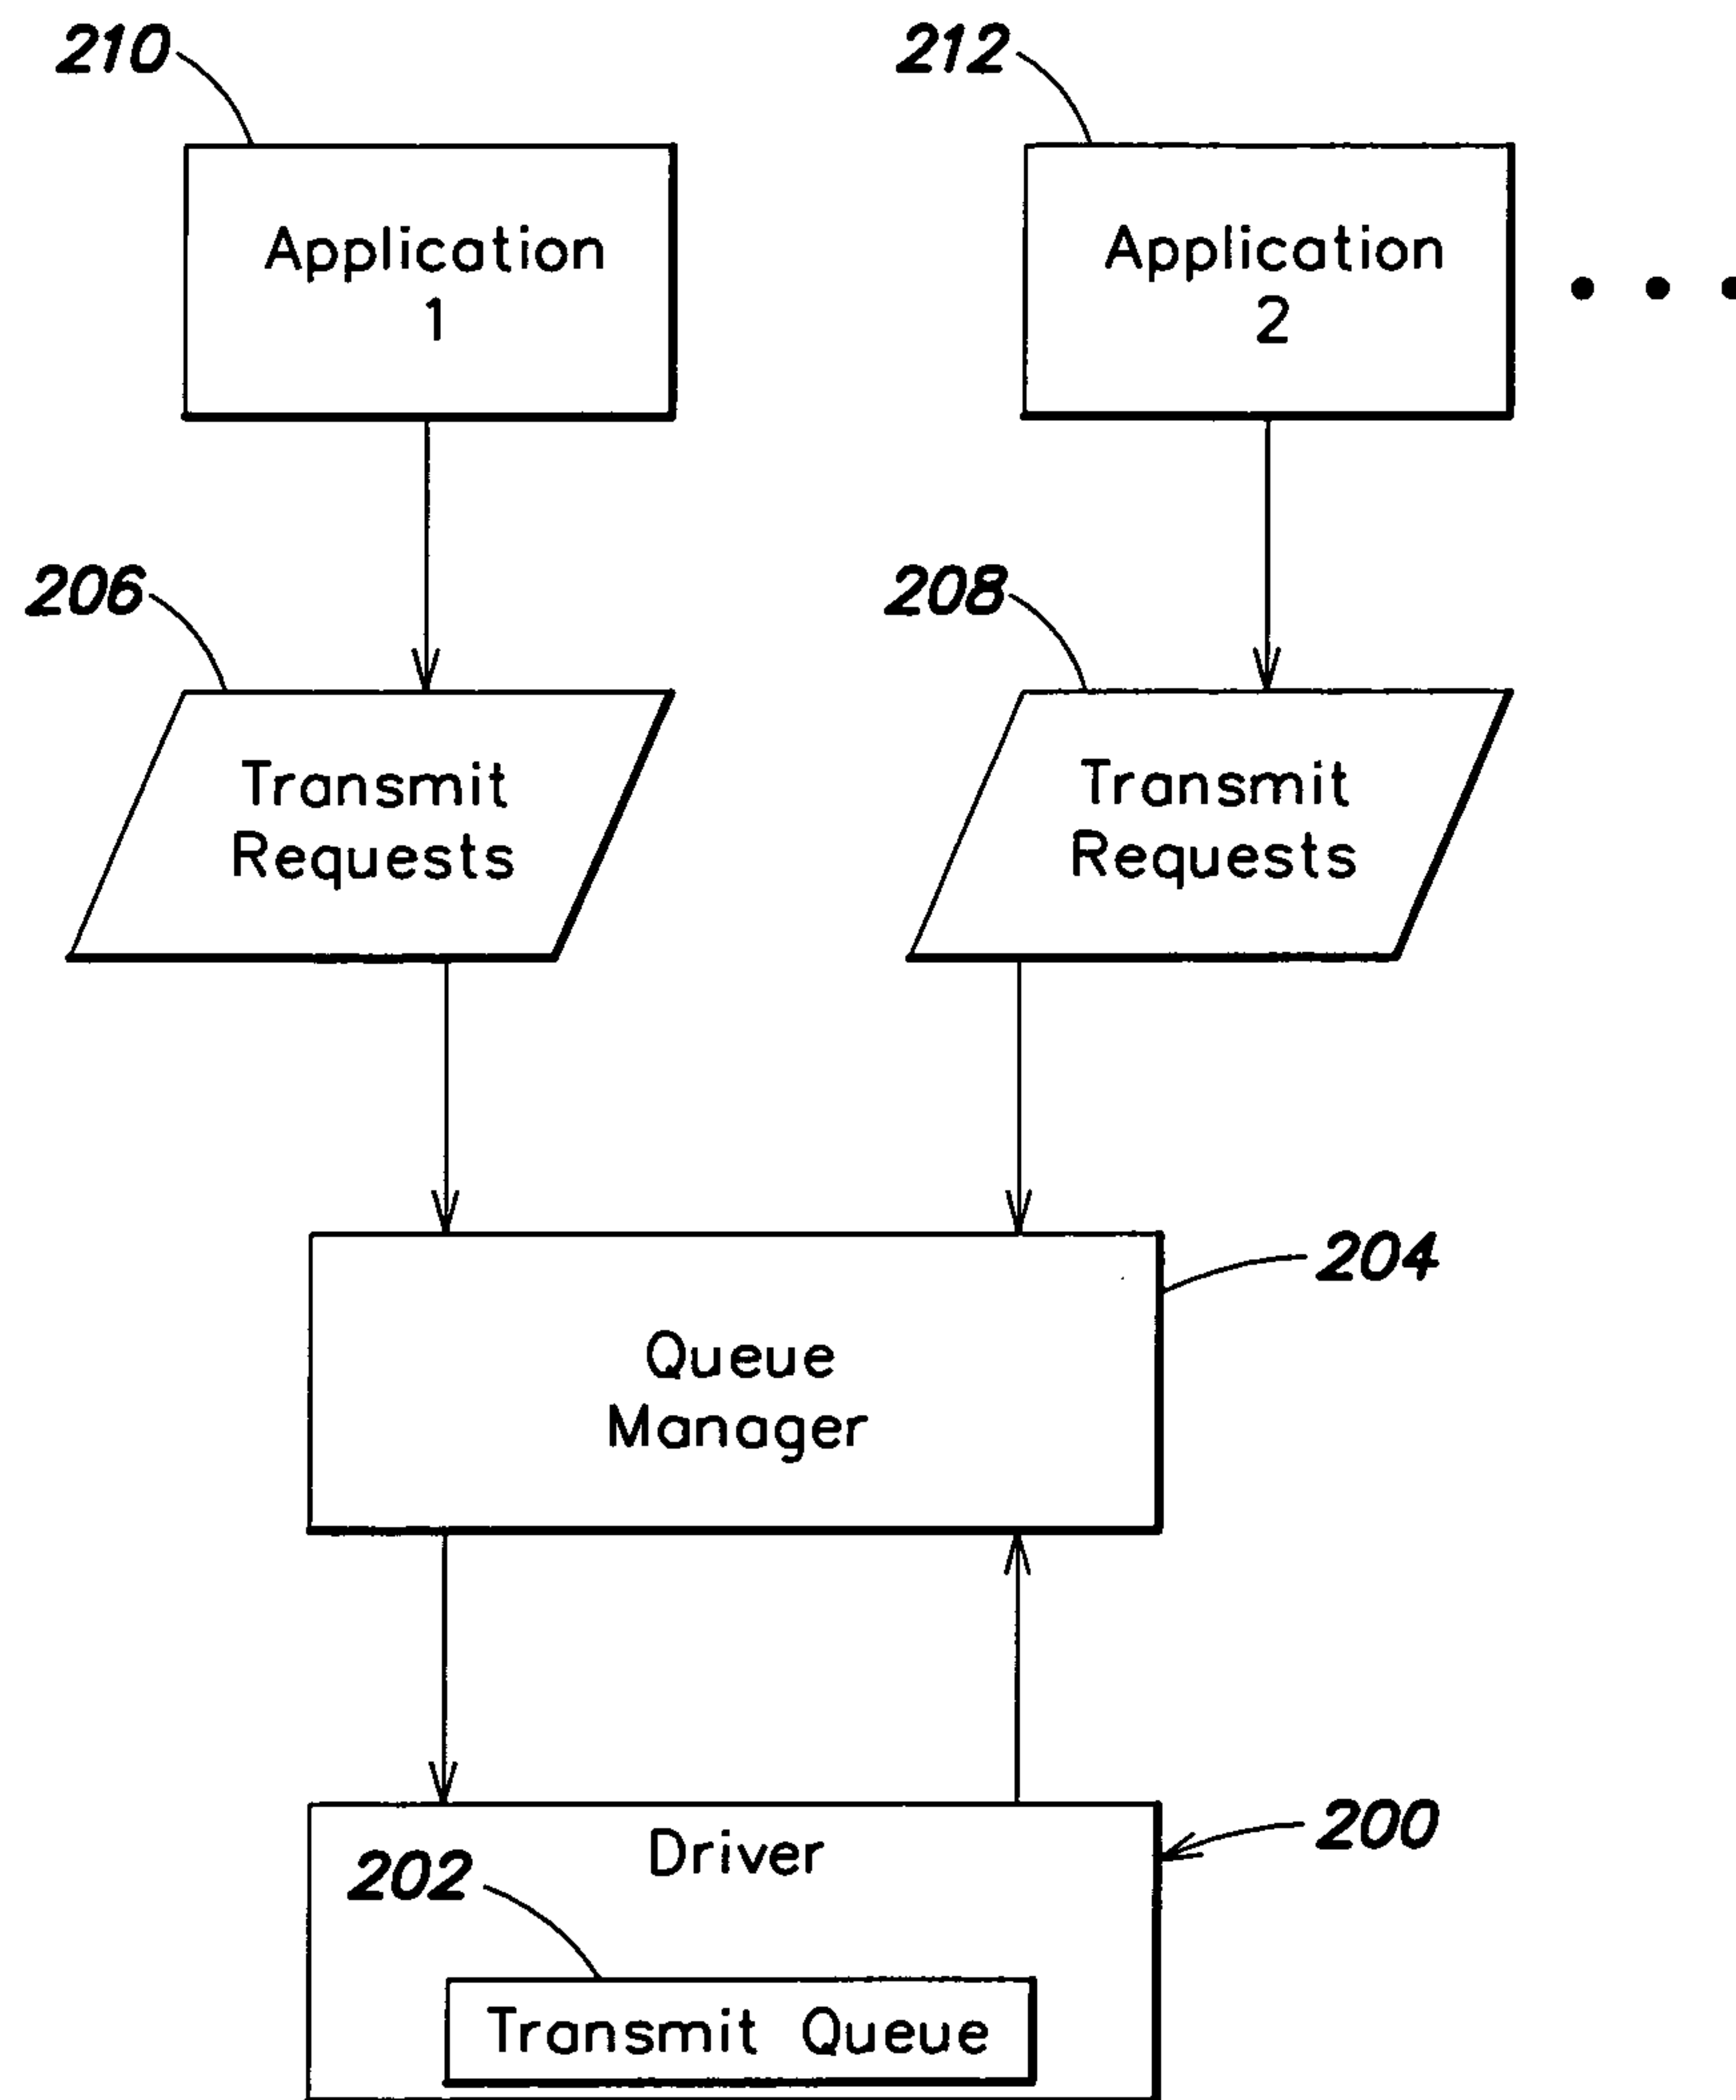 210
212
Application
1
Application
2
206
208
Transmit
Requests
Transmit
Requests
204
Queue
Manager
200
Driver
202
Transmit Queue